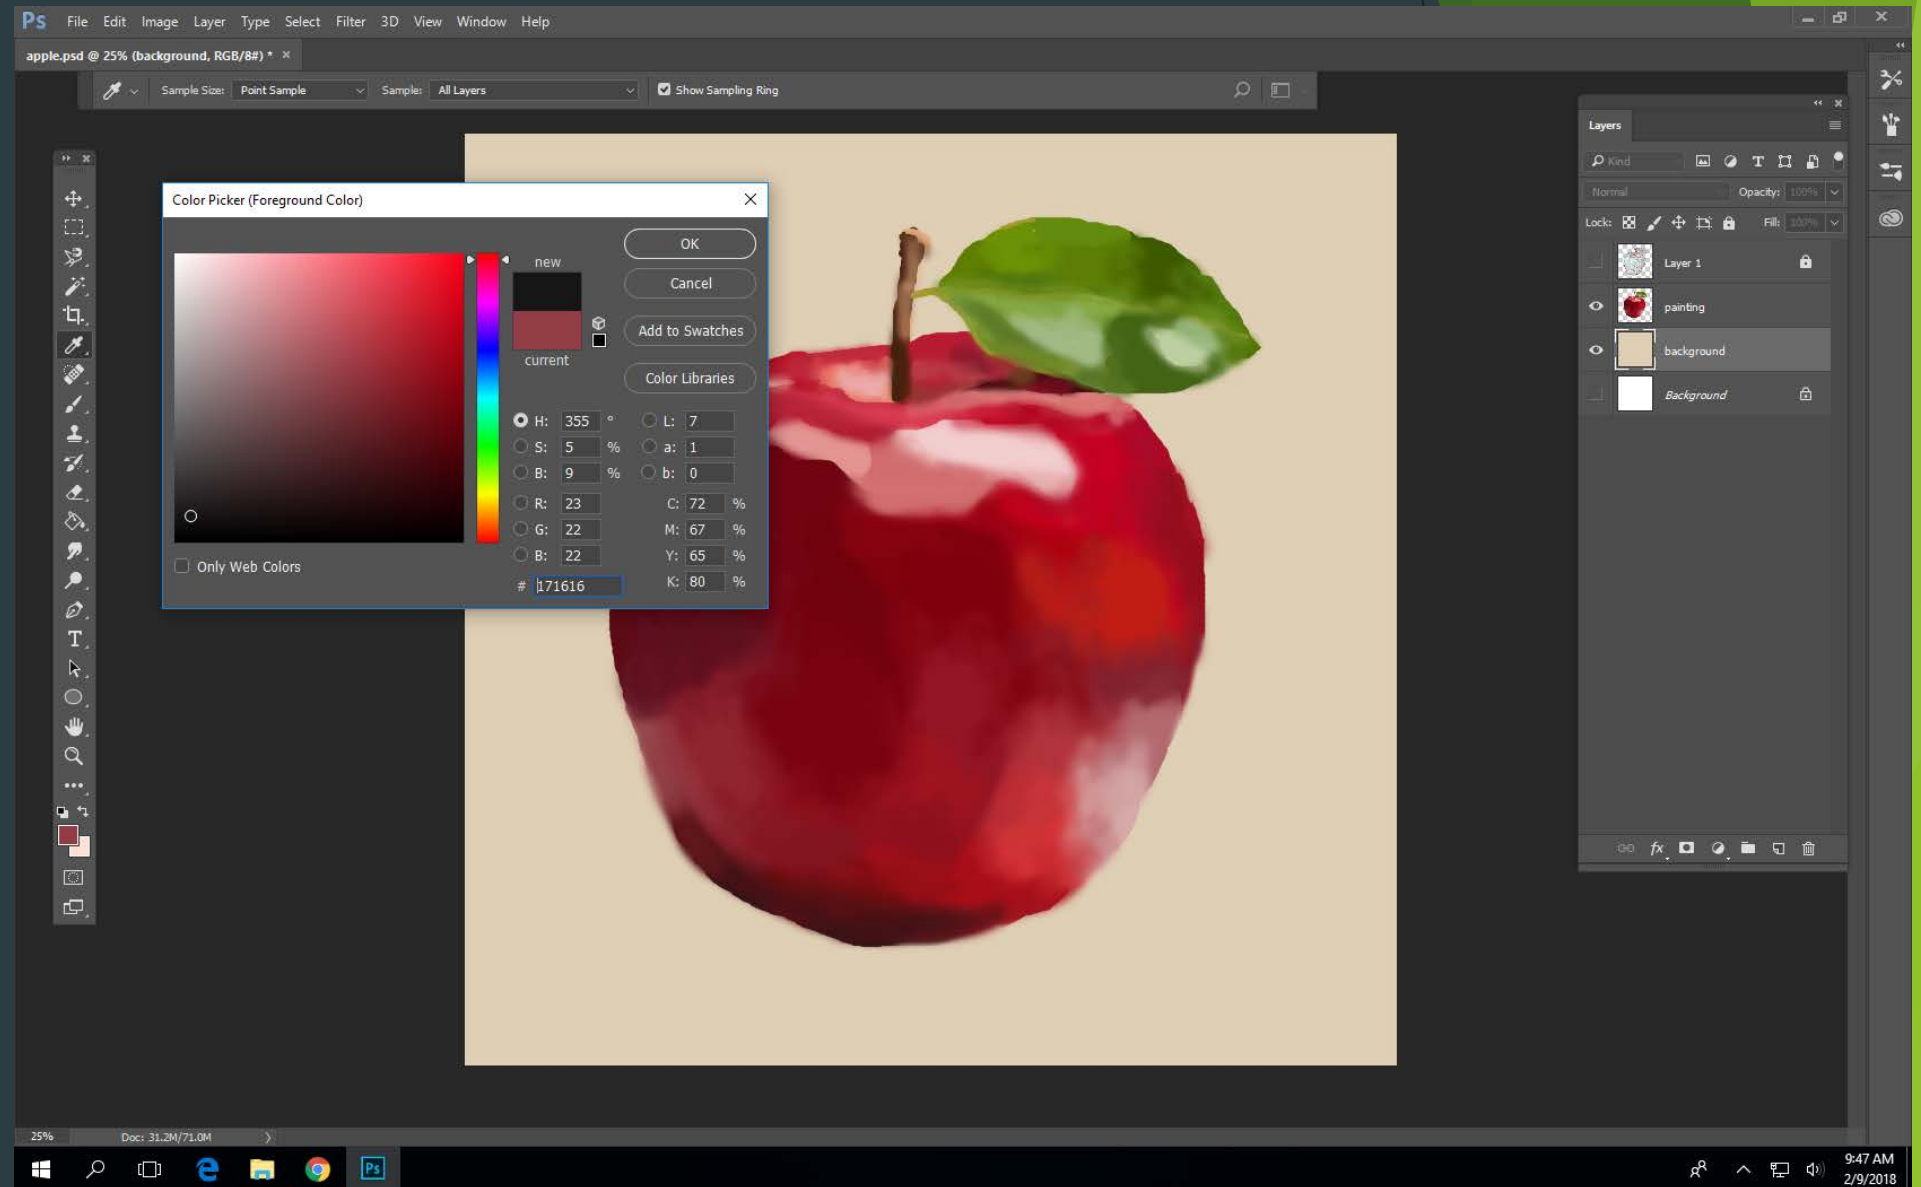 Ps File Edit Image Layer Type Select Filter 3D View Window Help
apple.psd @ 25% (background, RGB/8#) *
Sample Size: Point Sample Sample: All Layers Show Sampling Ring
Color Picker (Foreground Color)
new
current
OK
Cancel
Add to Swatches
Color Libraries
H: 355 ° L: 7
S: 5 % a: 1
B: 9 % b: 0
R: 23 C: 72 %
G: 22 M: 67 %
B: 22 Y: 65 %
# 171616 K: 80 %
Only Web Colors
Layers
Kind
Normal Opacity: 100%
Lock: Fill: 100%
Layer 1
painting
background
Background
fx
25% Doc: 31.2M/71.0M
Ps
9:47 AM
2/9/2018